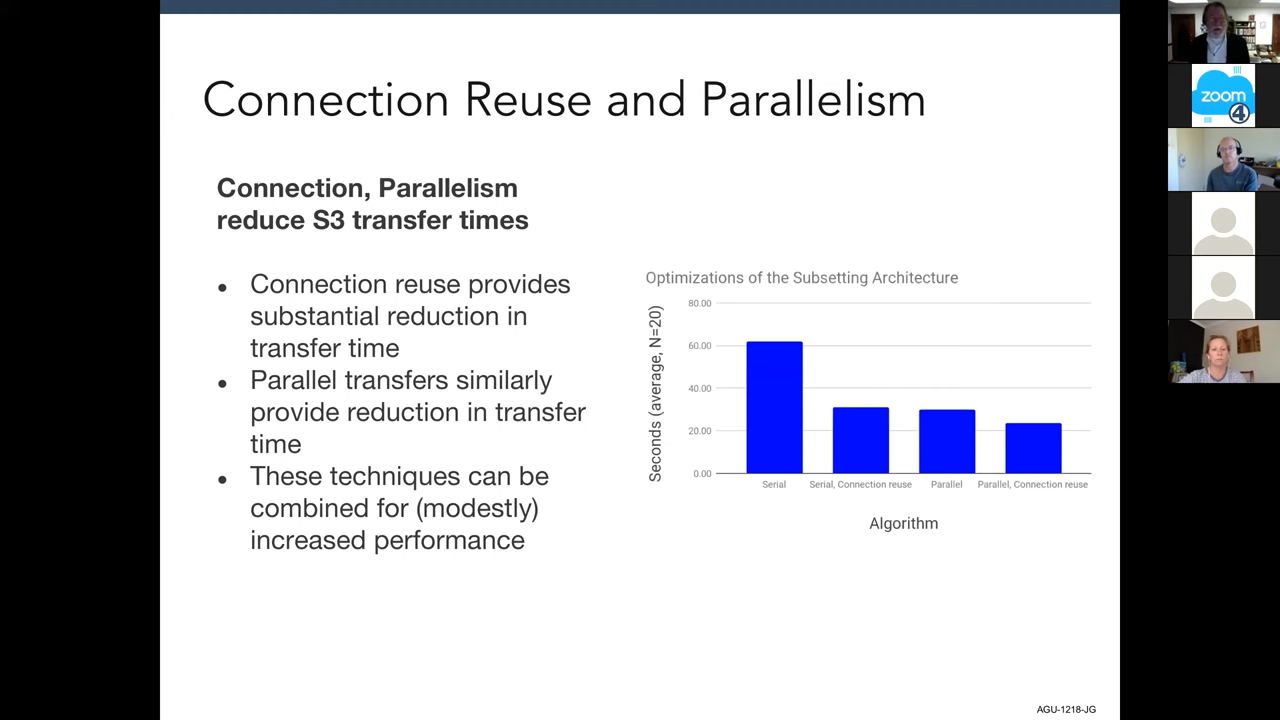 Connection Reuse and Parallelism
Connection, Parallelism
reduce S3 transfer times
● Connection reuse provides
substantial reduction in
transfer time
● Parallel transfers similarly
provide reduction in transfer
time
● These techniques can be
combined for (modestly)
increased performance
Optimizations of the Subsetting Architecture
Seconds (average, N=20)
80.00
60.00
40.00
20.00
0.00
Serial
Serial, Connection reuse
Parallel
Parallel, Connection reuse
Algorithm
AGU-1218-JG
zoom
4